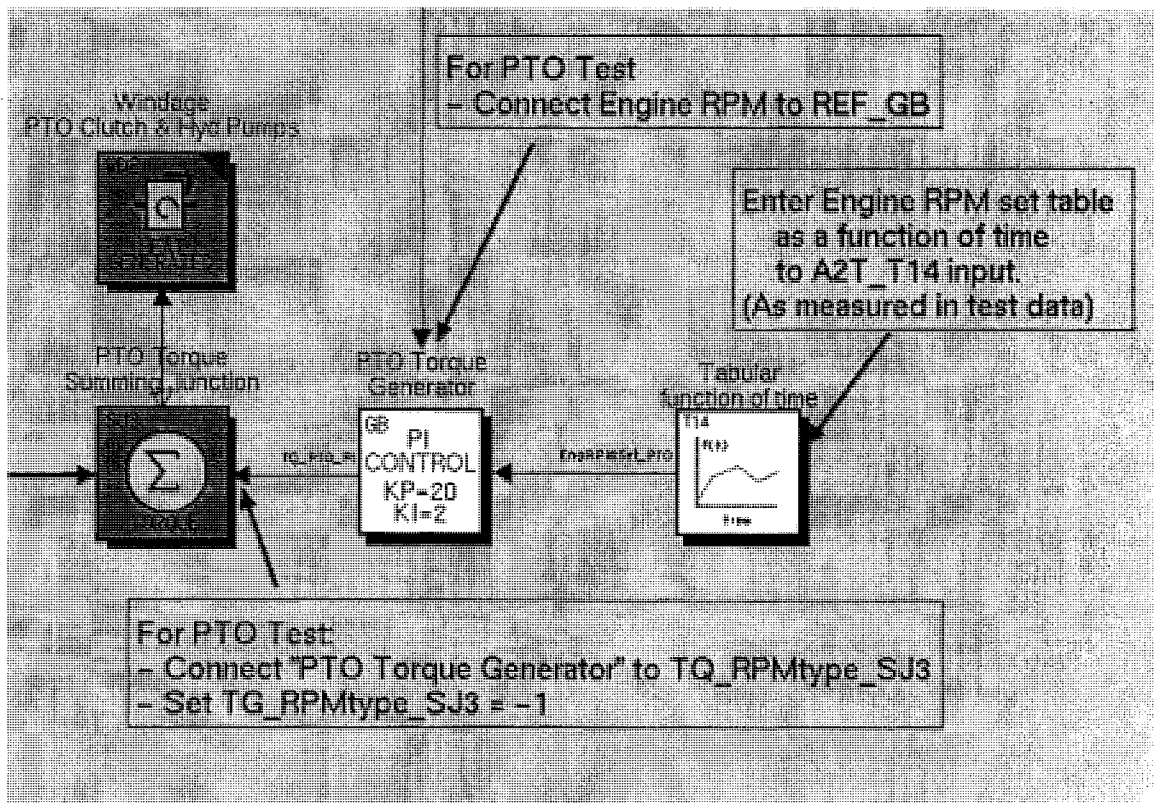 For PTO Test
– Connect Engine RPM to REF_GB
Windage
PTO Clutch & Hyd Pumps
Enter Engine RPM set table
as a function of time
to A2T_T14 input.
(As measured in test data)
PTO Torque
Summing Junction
PTO Torque
Generator
Tabular
function of time
GB
PI
CONTROL
KP=20
KI=2
T14
Σ
For PTO Test:
– Connect "PTO Torque Generator" to TQ_RPMtype_SJ3
– Set TG_RPMtype_SJ3 = –1